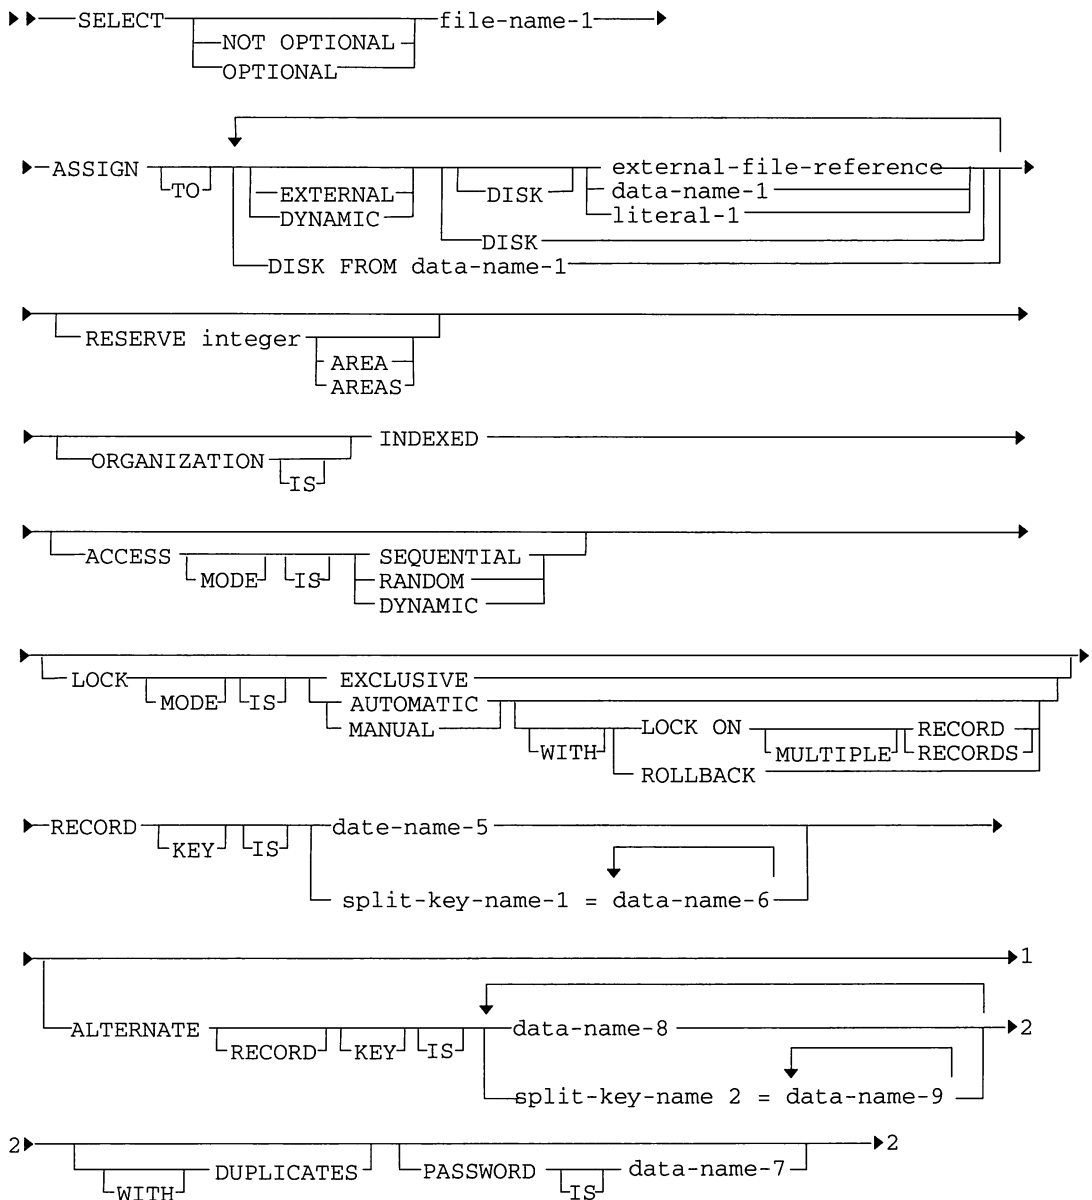 SELECT file-name-1
NOT OPTIONAL
OPTIONAL
ASSIGN external-file-reference
TO EXTERNAL DISK data-name-1
DYNAMIC literal-1
DISK
DISK FROM data-name-1
RESERVE integer
AREA
AREAS
INDEXED
ORGANIZATION
IS
ACCESS SEQUENTIAL
MODE IS RANDOM
DYNAMIC
LOCK EXCLUSIVE
MODE IS AUTOMATIC
MANUAL LOCK ON RECORD
WITH MULTIPLE RECORDS
ROLLBACK
RECORD date-name-5
KEY IS
split-key-name-1 = data-name-6
1
ALTERNATE data-name-8 2
RECORD KEY IS
split-key-name 2 = data-name-9
2 2
DUPLICATES PASSWORD data-name-7
WITH IS